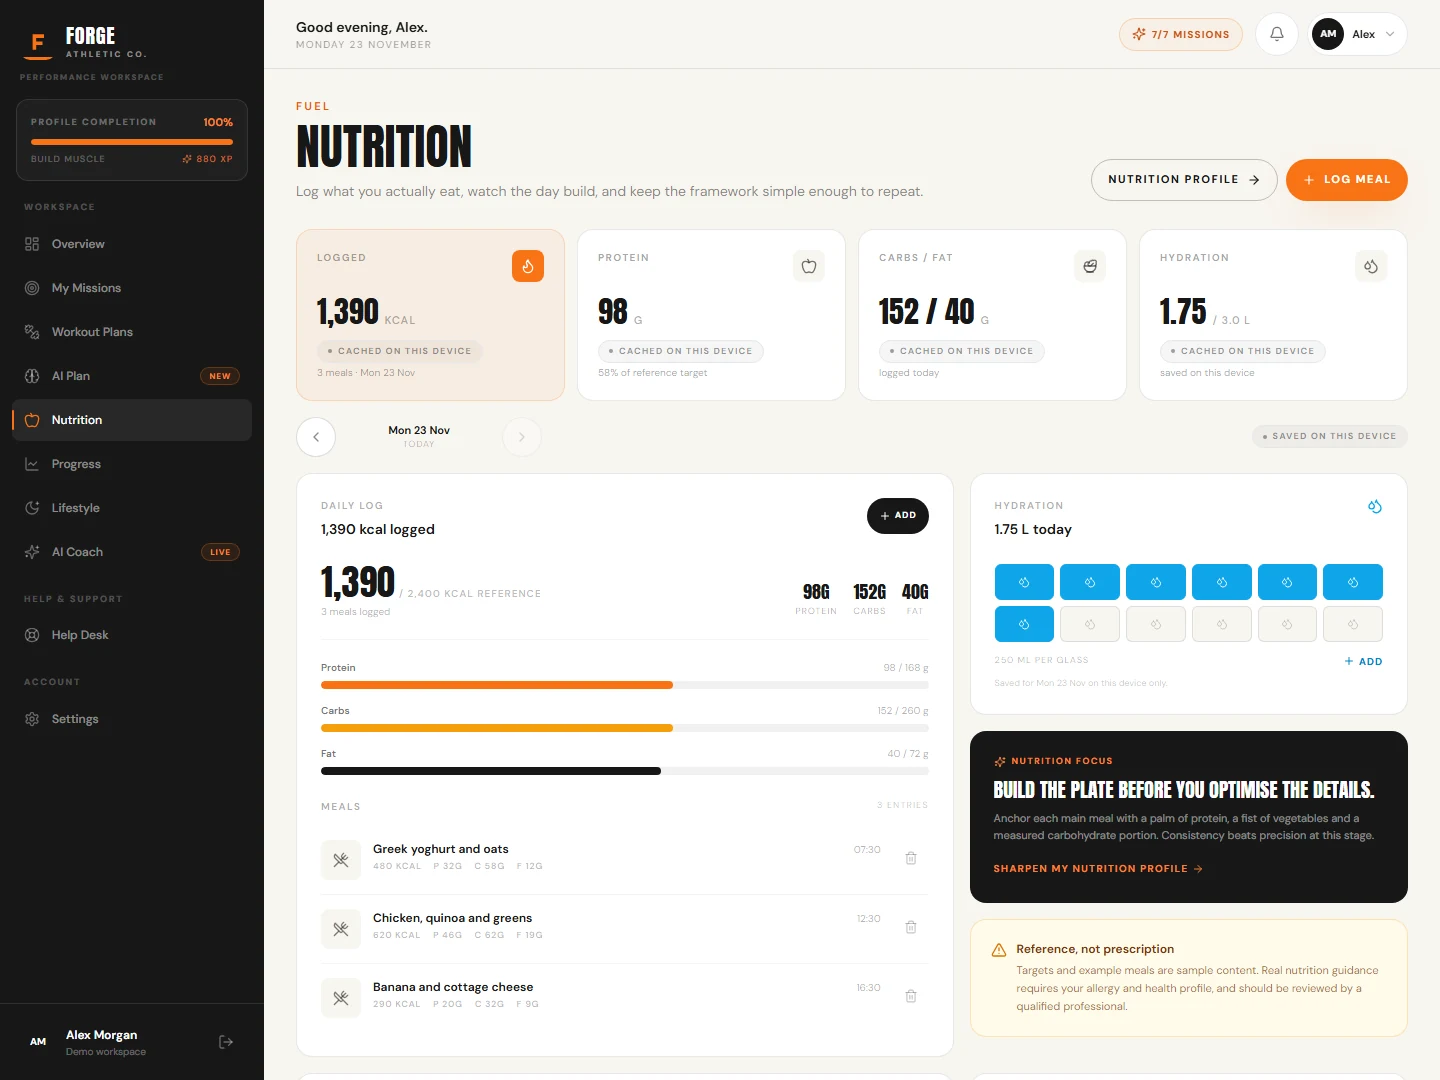 F
FORGE
ATHLETIC CO.
PERFORMANCE WORKSPACE
PROFILE COMPLETION 100%
BUILD MUSCLE 880 XP
WORKSPACE
Overview
My Missions
Workout Plans
AI Plan NEW
Nutrition
Progress
Lifestyle
AI Coach LIVE
HELP & SUPPORT
Help Desk
ACCOUNT
Settings
AM
Alex Morgan
Demo workspace
Good evening, Alex.
MONDAY 23 NOVEMBER
7/7 MISSIONS
AM Alex
FUEL
NUTRITION
Log what you actually eat, watch the day build, and keep the framework simple enough to repeat.
NUTRITION PROFILE
+ LOG MEAL
LOGGED
1,390 KCAL
CACHED ON THIS DEVICE
3 meals · Mon 23 Nov
PROTEIN
98 G
CACHED ON THIS DEVICE
58% of reference target
CARBS / FAT
152 / 40 G
CACHED ON THIS DEVICE
logged today
HYDRATION
1.75 / 3.0 L
CACHED ON THIS DEVICE
saved on this device
Mon 23 Nov
TODAY
SAVED ON THIS DEVICE
DAILY LOG
1,390 kcal logged
+ ADD
1,390 / 2,400 KCAL REFERENCE
3 meals logged
98G PROTEIN
152G CARBS
40G FAT
Protein 98 / 168 g
Carbs 152 / 260 g
Fat 40 / 72 g
MEALS 3 ENTRIES
Greek yoghurt and oats 07:30
480 KCAL P 32G C 58G F 12G
Chicken, quinoa and greens 12:30
620 KCAL P 46G C 62G F 19G
Banana and cottage cheese 16:30
290 KCAL P 20G C 32G F 9G
HYDRATION
1.75 L today
250 ML PER GLASS + ADD
Saved for Mon 23 Nov on this device only.
NUTRITION FOCUS
BUILD THE PLATE BEFORE YOU OPTIMISE THE DETAILS.
Anchor each main meal with a palm of protein, a fist of vegetables and a
measured carbohydrate portion. Consistency beats precision at this stage.
SHARPEN MY NUTRITION PROFILE
Reference, not prescription
Targets and example meals are sample content. Real nutrition guidance
requires your allergy and health profile, and should be reviewed by a
qualified professional.